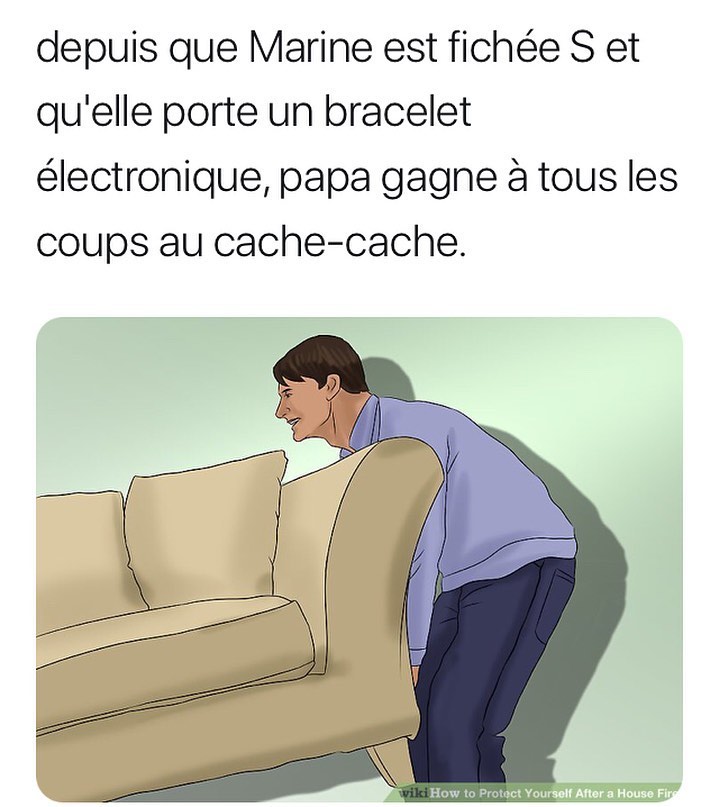 depuis que Marine est fichée S et
qu'elle porte un bracelet
électronique, papa gagne à tous les
coups au cache-cache.
wikiHow to Protect Yourself After a House Fire